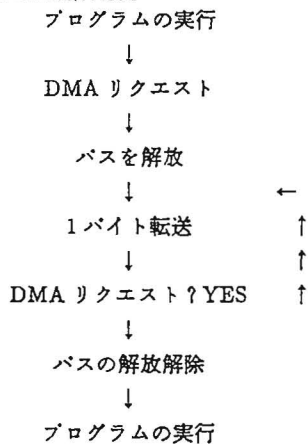 プログラムの実行
↓
DMA リクエスト
↓
バスを解放
↓ ←
1 バイト転送 ↑
↓ ↑
DMA リクエスト?YES ↑
↓
バスの解放解除
↓
プログラムの実行